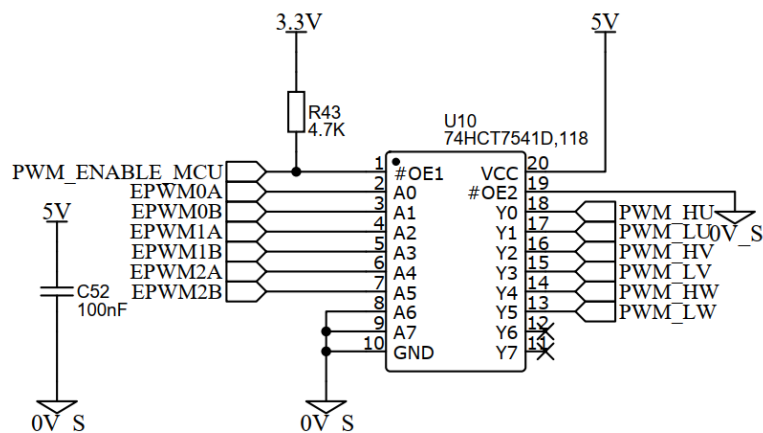 3.3V
5V
R43
4.7K
U10
74HCT7541D,118
PWM_ENABLE_MCU 1 #OE1 VCC 20
EPWM0A 2 A0 #OE2 19
EPWM0B 3 A1 Y0 18 PWM_HU
EPWM1A 4 A2 Y1 17 PWM_LU 0V_S
EPWM1B 5 A3 Y2 16 PWM_HV
EPWM2A 6 A4 Y3 15 PWM_LV
EPWM2B 7 A5 Y4 14 PWM_HW
8 A6 Y5 13 PWM_LW
9 A7 Y6 12
10 GND Y7 11
5V
C52
100nF
0V_S
0V_S